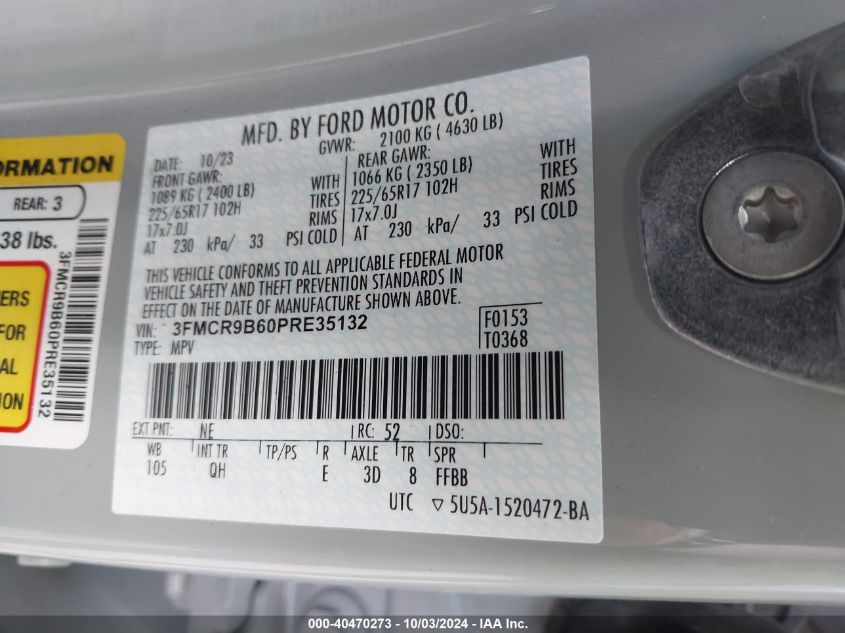 MFD. BY FORD MOTOR CO.
DATE: 10/23 GVWR: 2100 KG ( 4630 LB)
FRONT GAWR: REAR GAWR:
1089 KG ( 2400 LB) WITH 1066 KG ( 2350 LB) WITH
225/65R17 102H TIRES 225/65R17 102H TIRES
17x7.0J RIMS 17x7.0J RIMS
AT 230 kPa/ 33 PSI COLD AT 230 kPa/ 33 PSI COLD
THIS VEHICLE CONFORMS TO ALL APPLICABLE FEDERAL MOTOR
VEHICLE SAFETY AND THEFT PREVENTION STANDARDS IN
EFFECT ON THE DATE OF MANUFACTURE SHOWN ABOVE.
VIN: 3FMCR9B60PRE35132
TYPE: MPV
F0153
T0368
EXT PNT: NE RC: 52 DSO:
WB INT TR TP/PS R AXLE TR SPR
105 QH E 3D 8 FFBB
UTC ▽ 5U5A-1520472-BA
ORMATION
REAR: 3
38 lbs.
ERS
FOR
AL
ION
3FMCR9B60PRE35132
000-40470273 - 10/03/2024 - IAA Inc.